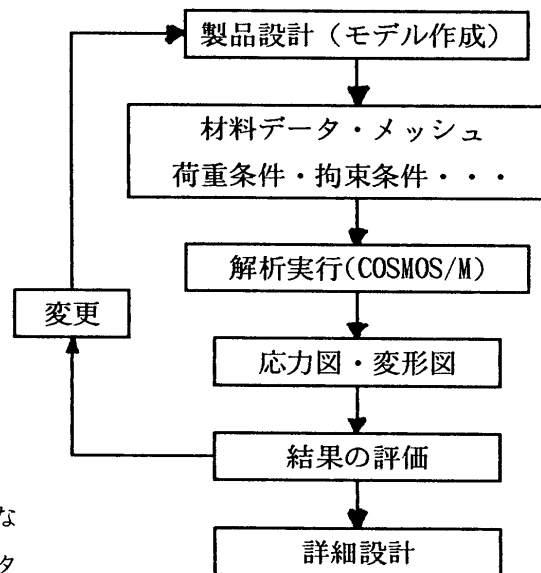 製品設計（モデル作成）
材料データ・メッシュ
荷重条件・拘束条件・・・
解析実行(COSMOS/M)
変更
応力図・変形図
結果の評価
な
詳細設計
タ